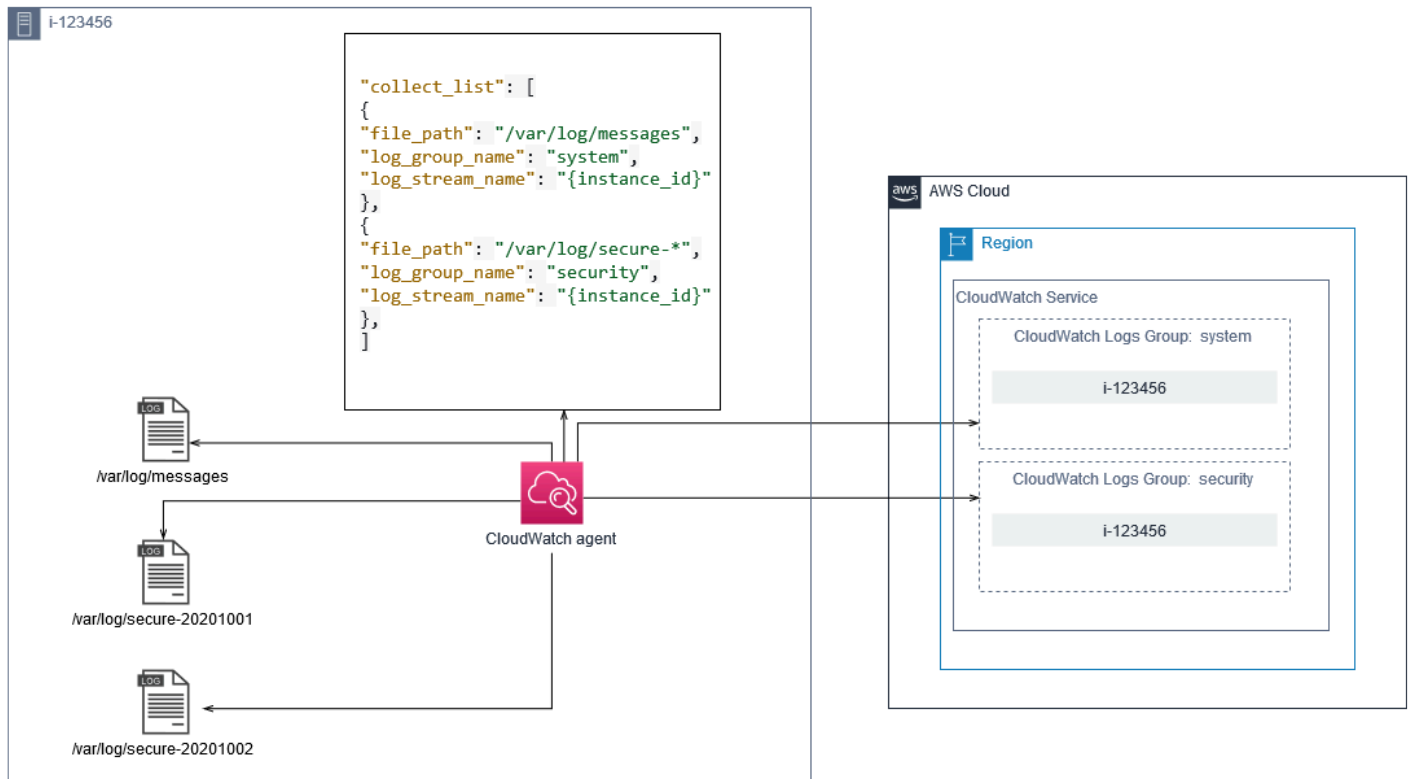 i-123456
"collect_list": [
{
"file_path": "/var/log/messages",
"log_group_name": "system",
"log_stream_name": "{instance_id}"
},
{
"file_path": "/var/log/secure-*",
"log_group_name": "security",
"log_stream_name": "{instance_id}"
},
]
LOG
/var/log/messages
LOG
/var/log/secure-20201001
LOG
/var/log/secure-20201002
CloudWatch agent
aws
AWS Cloud
Region
CloudWatch Service
CloudWatch Logs Group: system
i-123456
CloudWatch Logs Group: security
i-123456